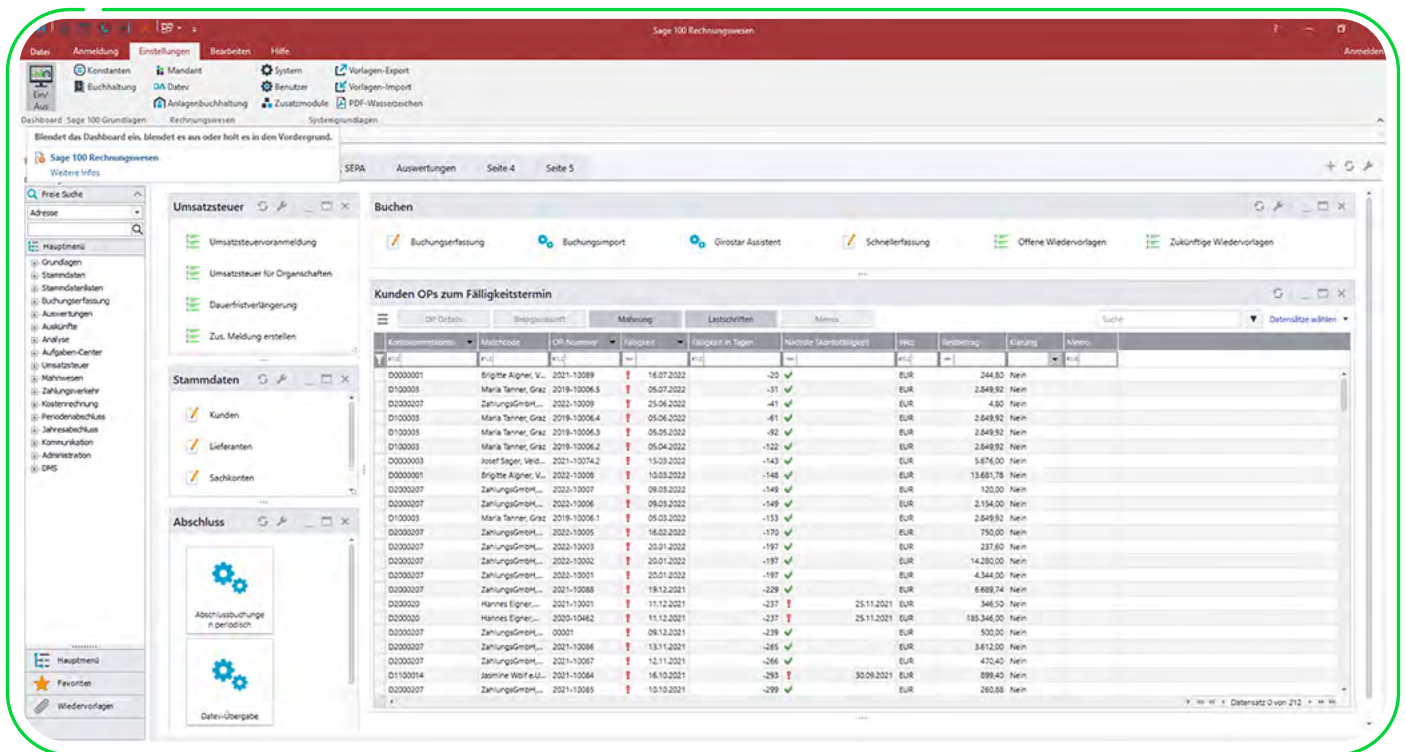 Sage 100 Rechnungswesen
?
Datei Anmeldung Einstellungen Bearbeiten Hilfe
Anmelden
Ein/
Aus
Konstanten Mandant System Vorlagen-Export
Buchhaltung Datev Benutzer Vorlagen-Import
Anlagenbuchhaltung Zusatzmodule PDF-Wasserzeichen
Dashboard Sage 100 Grundlagen Rechnungswesen Systemgrundlagen
Blendet das Dashboard ein, blendet es aus oder holt es in den Vordergrund.
Sage 100 Rechnungswesen
Weitere Infos
SEPA Auswertungen Seite 4 Seite 5
Freie Suche
Adresse
Hauptmenü
Grundlagen
Stammdaten
Stammdatenlisten
Buchungserfassung
Auswertungen
Auskünfte
Analyse
Aufgaben-Center
Umsatzsteuer
Mahnwesen
Zahlungsverkehr
Kostenrechnung
Periodenabschluss
Jahresabschluss
Kommunikation
Administration
DMS
Hauptmenü
Favoriten
Wiedervorlagen
Umsatzsteuer
Umsatzsteuervoranmeldung
Umsatzsteuer für Organschaften
Dauerfristverlängerung
Zus. Meldung erstellen
Stammdaten
Kunden
Lieferanten
Sachkonten
Abschluss
Abschlussbuchunge
n periodisch
Datev-Übergabe
Buchen
Buchungserfassung Buchungsimport Girostar Assistent Schnellerfassung Offene Wiedervorlagen Zukünftige Wiedervorlagen
Kunden OPs zum Fälligkeitstermin
OP Details Belegauskunft Mahnung Lastschriften Memo Suche Datensätze wählen
Kontokorrentkonto Matchcode OP-Nummer Fälligkeit Fälligkeit in Tagen Nächste Skontofälligkeit Wkz Restbetrag Klärung Memo
D0000001 Brigitte Aigner, V... 2021-10089 16.07.2022 -20 EUR 244,80 Nein
D100003 Maria Tanner, Graz 2019-10006.5 05.07.2022 -31 EUR 2.849,92 Nein
D2000207 ZahlungsGmbH,... 2022-10009 25.06.2022 -41 EUR 4,80 Nein
D100003 Maria Tanner, Graz 2019-10006.4 05.06.2022 -61 EUR 2.849,92 Nein
D100003 Maria Tanner, Graz 2019-10006.3 05.05.2022 -92 EUR 2.849,92 Nein
D100003 Maria Tanner, Graz 2019-10006.2 05.04.2022 -122 EUR 2.849,92 Nein
D0000003 Josef Sager, Veld... 2021-10074.2 15.03.2022 -143 EUR 5.676,00 Nein
D0000001 Brigitte Aigner, V... 2022-10008 10.03.2022 -148 EUR 13.681,78 Nein
D2000207 ZahlungsGmbH,... 2022-10007 09.03.2022 -149 EUR 120,00 Nein
D2000207 ZahlungsGmbH,... 2022-10006 09.03.2022 -149 EUR 2.154,00 Nein
D100003 Maria Tanner, Graz 2019-10006.1 05.03.2022 -153 EUR 2.849,92 Nein
D2000207 ZahlungsGmbH,... 2022-10005 16.02.2022 -170 EUR 750,00 Nein
D2000207 ZahlungsGmbH,... 2022-10003 20.01.2022 -197 EUR 237,60 Nein
D2000207 ZahlungsGmbH,... 2022-10002 20.01.2022 -197 EUR 14.280,00 Nein
D2000207 ZahlungsGmbH,... 2022-10001 20.01.2022 -197 EUR 4.344,00 Nein
D2000207 ZahlungsGmbH,... 2021-10088 19.12.2021 -229 EUR 6.689,74 Nein
D200020 Hannes Eigner,... 2021-10001 11.12.2021 -237 25.11.2021 EUR 346,50 Nein
D200020 Hannes Eigner,... 2020-10462 11.12.2021 -237 25.11.2021 EUR 185.346,00 Nein
D2000207 ZahlungsGmbH,... 00001 09.12.2021 -239 EUR 500,00 Nein
D2000207 ZahlungsGmbH,... 2021-10086 13.11.2021 -265 EUR 3.612,00 Nein
D2000207 ZahlungsGmbH,... 2021-10087 12.11.2021 -266 EUR 470,40 Nein
D1100014 Jasmine Wolf e.U... 2021-10084 16.10.2021 -293 30.09.2021 EUR 899,40 Nein
D2000207 ZahlungsGmbH,... 2021-10085 10.10.2021 -299 EUR 260,88 Nein
Datensatz 0 von 212